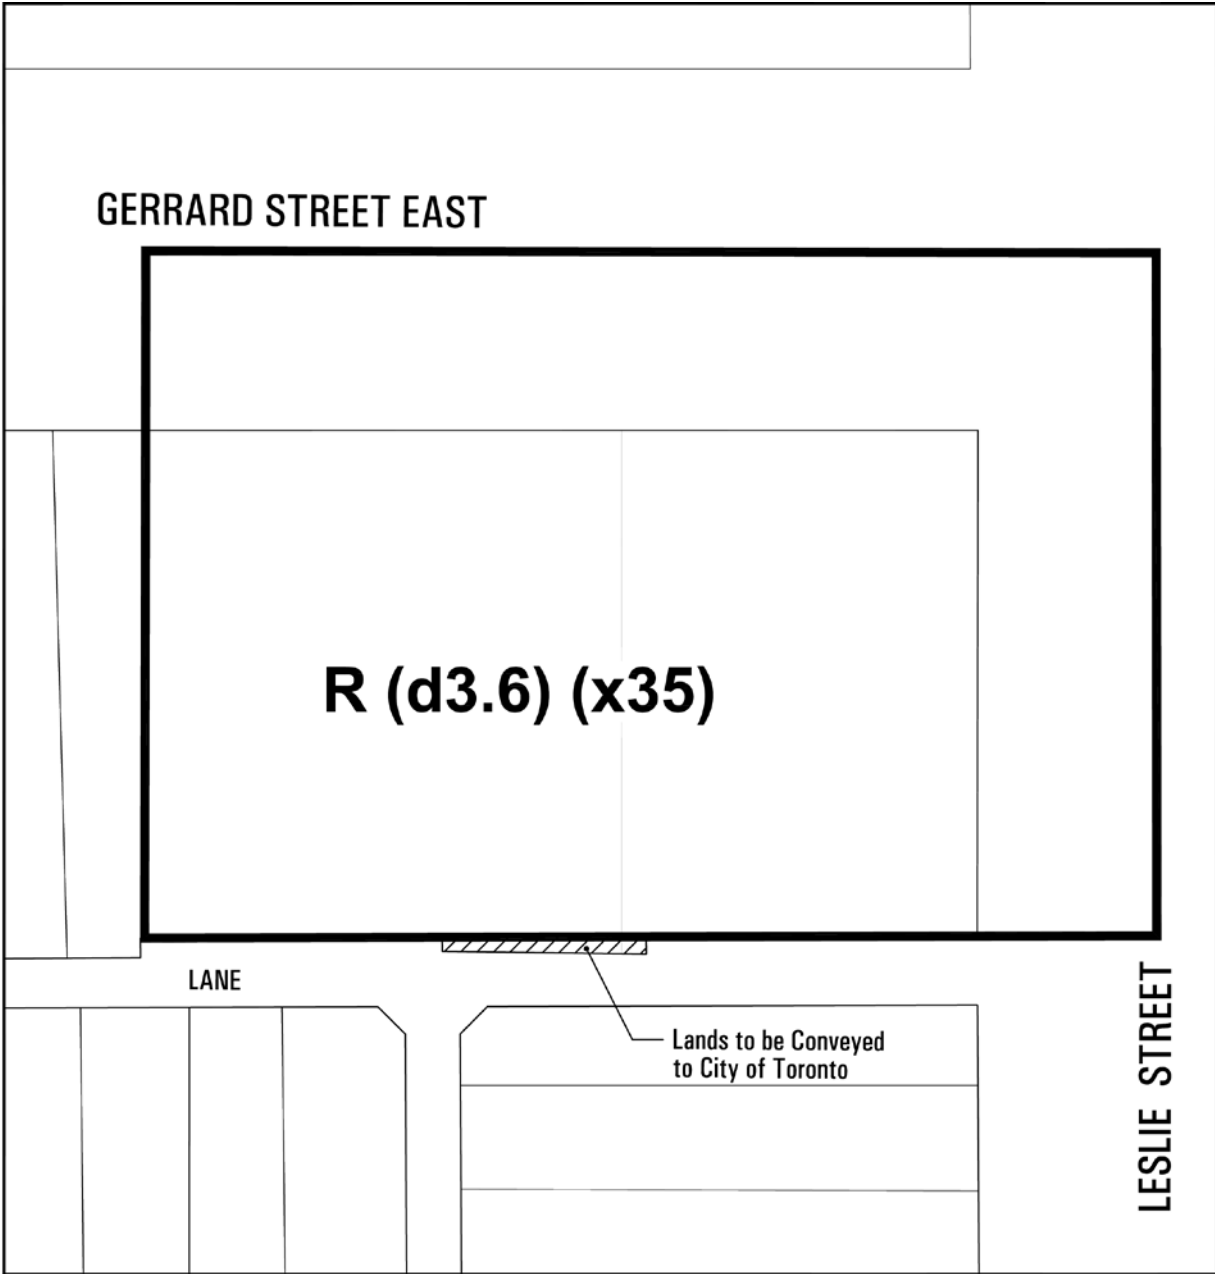 GERRARD STREET EAST
R (d3.6) (x35)
LANE
Lands to be Conveyed
to City of Toronto
LESLIE STREET